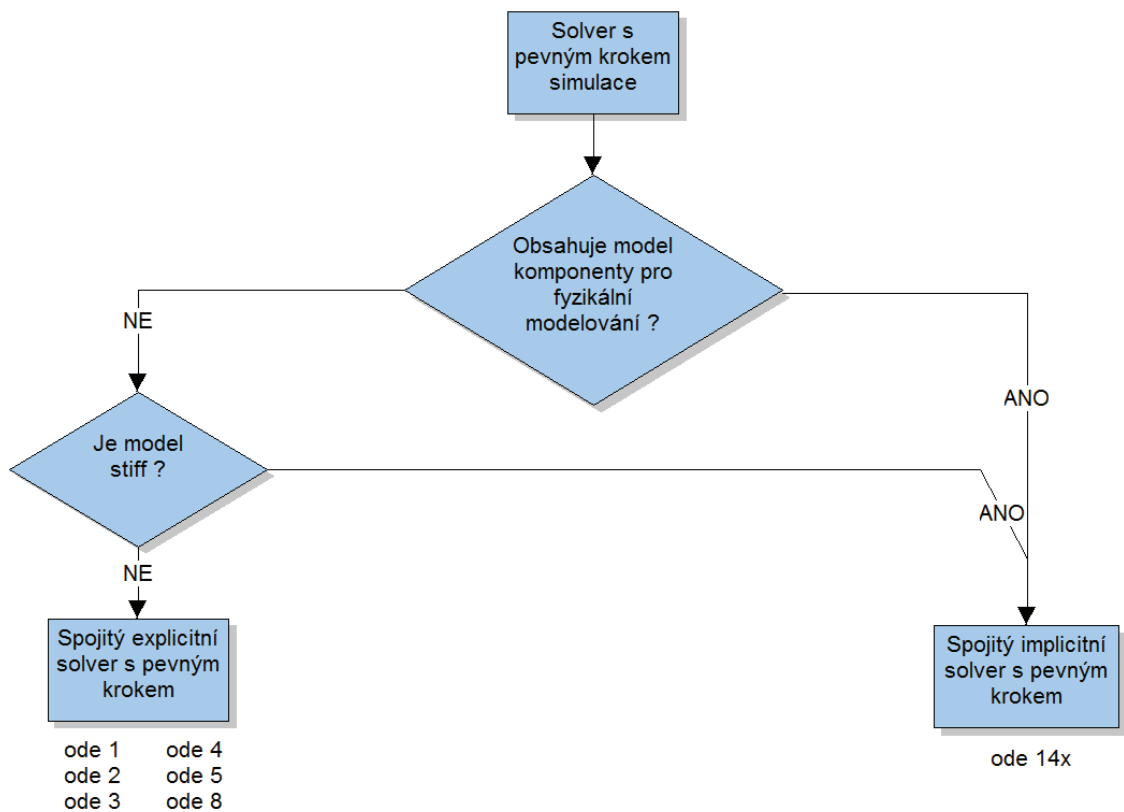 Solver s
pevným krokem
simulace
Obsahuje model
komponenty pro
fyzikální
modelování ?
NE
ANO
Je model
stiff ?
ANO
NE
Spojitý explicitní
solver s pevným
krokem
Spojitý implicitní
solver s pevným
krokem
ode 1 ode 4
ode 2 ode 5
ode 3 ode 8
ode 14x